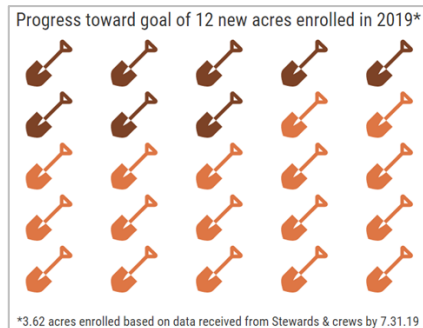 Progress toward goal of 12 new acres enrolled in 2019*
*3.62 acres enrolled based on data received from Stewards & crews by 7.31.19